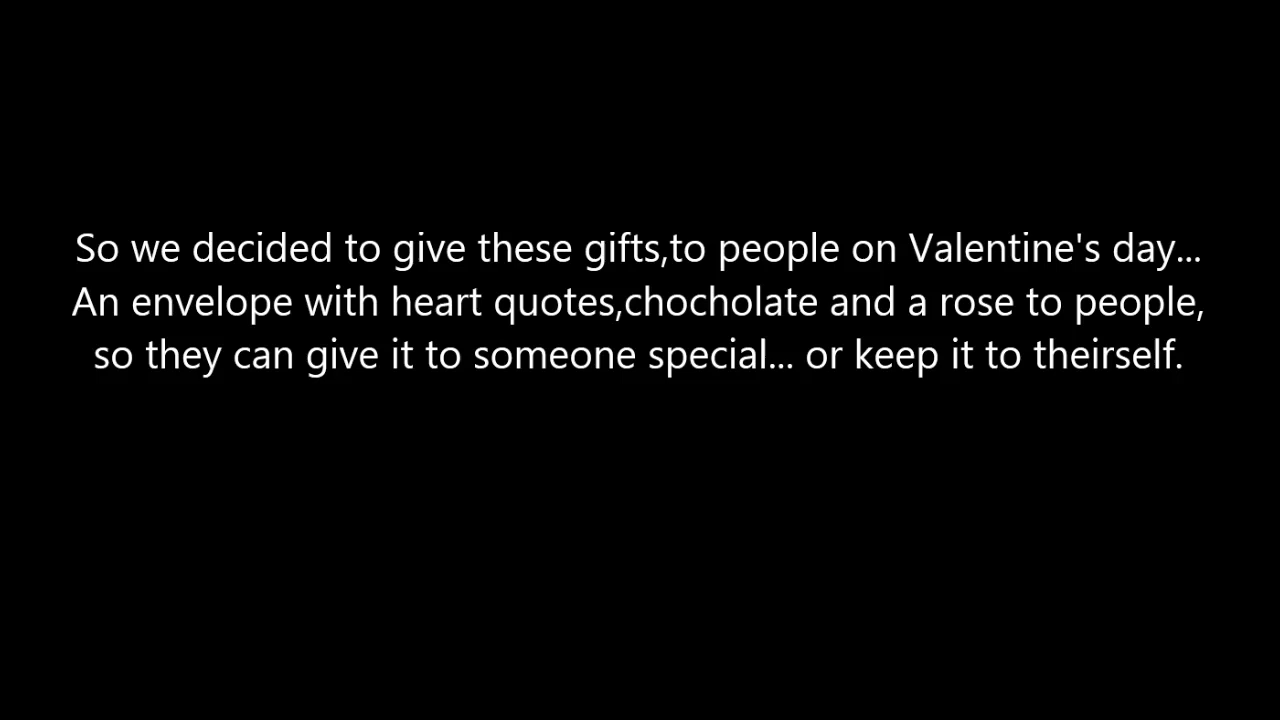 So we decided to give these gifts,to people on Valentine's day...
An envelope with heart quotes,chocholate and a rose to people,
so they can give it to someone special... or keep it to theirself.